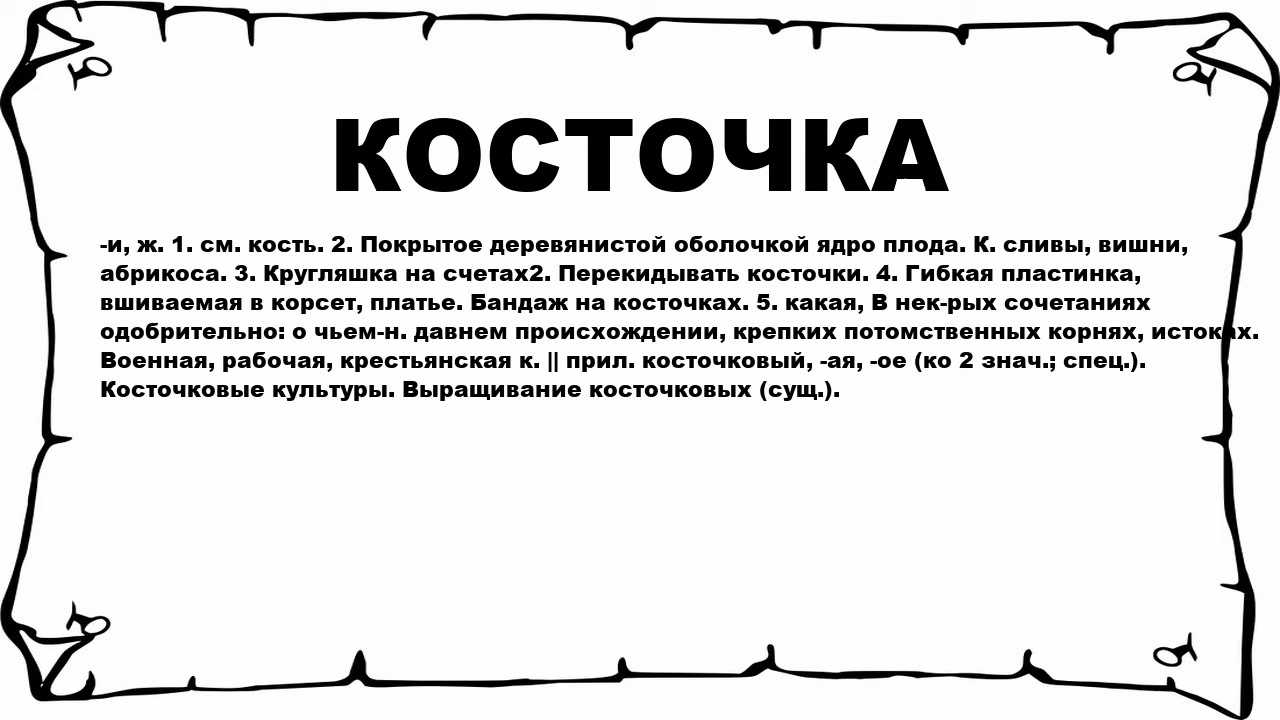 КОСТОЧКА
-и, ж. 1. см. кость. 2. Покрытое деревянистой оболочкой ядро плода. К. сливы, вишни,
абрикоса. 3. Кругляшка на счетах2. Перекидывать косточки. 4. Гибкая пластинка,
вшиваемая в корсет, платье. Бандаж на косточках. 5. какая, В нек-рых сочетаниях
одобрительно: о чьем-н. давнем происхождении, крепких потомственных корнях, истоках.
Военная, рабочая, крестьянская к. || прил. косточковый, -ая, -ое (ко 2 знач.; спец.).
Косточковые культуры. Выращивание косточковых (сущ.).